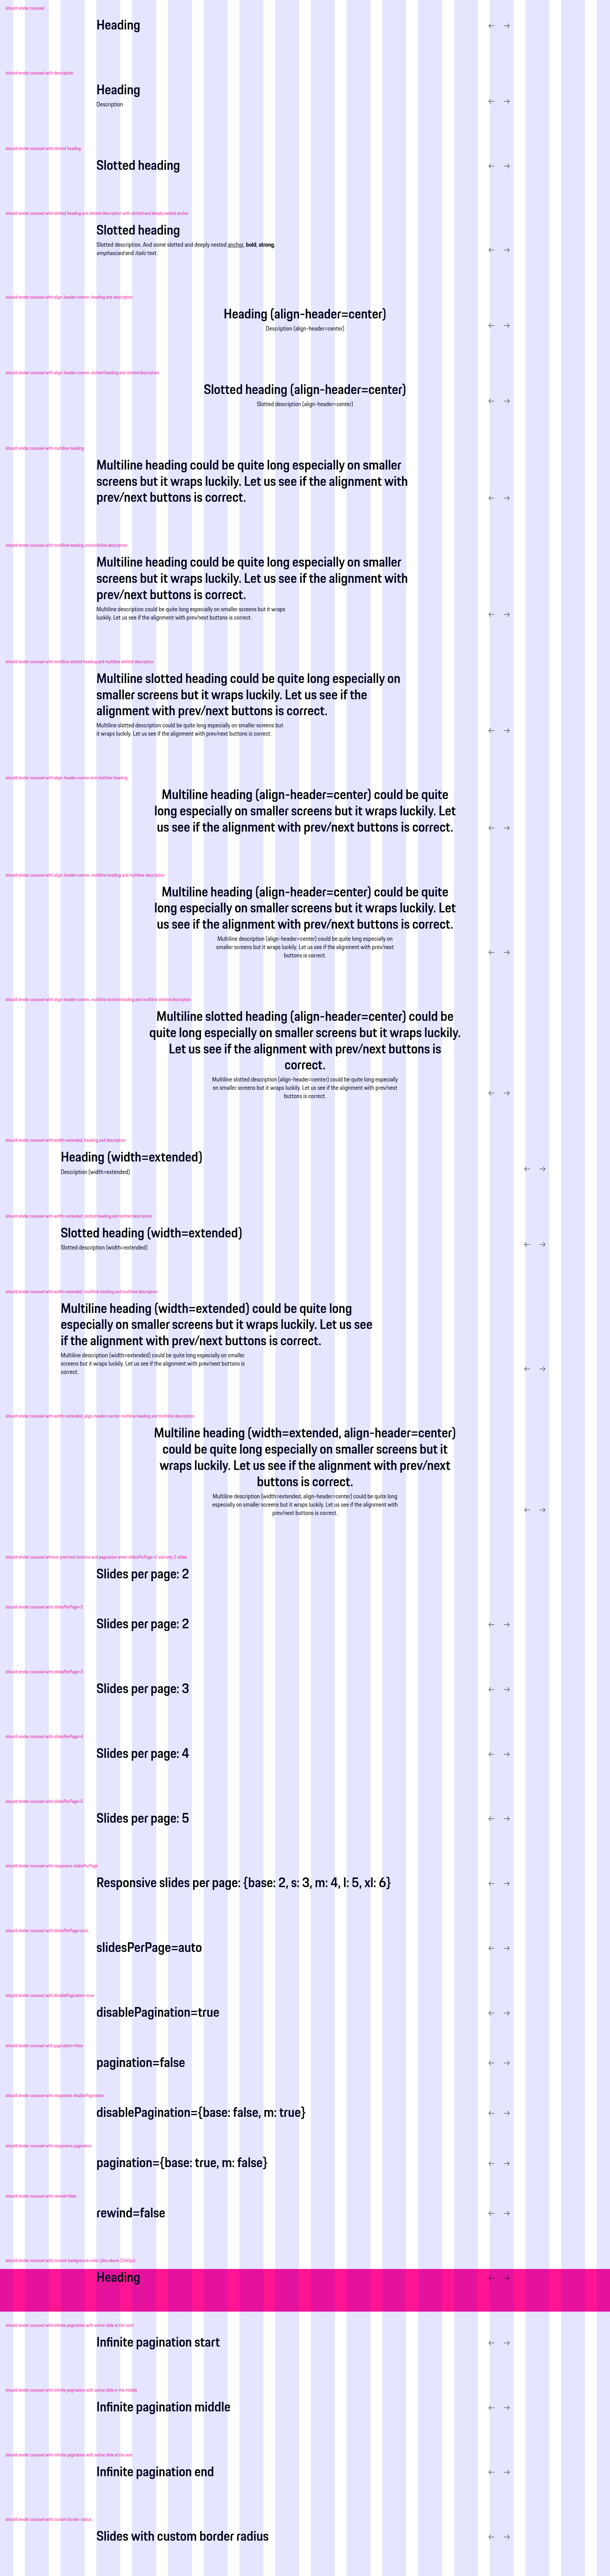 should render carousel
Heading
should render carousel with description
Heading
Description
should render carousel with slotted heading
Slotted heading
should render carousel with slotted heading and slotted description with slotted and deeply nested anchor
Slotted heading
Slotted description. And some slotted and deeply nested anchor, bold, strong,
emphasized and italic text.
should render carousel with align-header=center, heading and description
Heading (align-header=center)
Description (align-header=center)
should render carousel with align-header=center, slotted heading and slotted description
Slotted heading (align-header=center)
Slotted description (align-header=center)
should render carousel with multiline heading
Multiline heading could be quite long especially on smaller
screens but it wraps luckily. Let us see if the alignment with
prev/next buttons is correct.
should render carousel with multiline heading and multiline description
Multiline heading could be quite long especially on smaller
screens but it wraps luckily. Let us see if the alignment with
prev/next buttons is correct.
Multiline description could be quite long especially on smaller screens but it wraps
luckily. Let us see if the alignment with prev/next buttons is correct.
should render carousel with multiline slotted heading and multiline slotted description
Multiline slotted heading could be quite long especially on
smaller screens but it wraps luckily. Let us see if the
alignment with prev/next buttons is correct.
Multiline slotted description could be quite long especially on smaller screens but
it wraps luckily. Let us see if the alignment with prev/next buttons is correct.
should render carousel with align-header=center and multiline heading
Multiline heading (align-header=center) could be quite
long especially on smaller screens but it wraps luckily. Let
us see if the alignment with prev/next buttons is correct.
should render carousel with align-header=center, multiline heading and multiline description
Multiline heading (align-header=center) could be quite
long especially on smaller screens but it wraps luckily. Let
us see if the alignment with prev/next buttons is correct.
Multiline description (align-header=center) could be quite long especially on
smaller screens but it wraps luckily. Let us see if the alignment with prev/next
buttons is correct.
should render carousel with align-header=center, multiline slotted heading and multiline slotted description
Multiline slotted heading (align-header=center) could be
quite long especially on smaller screens but it wraps luckily.
Let us see if the alignment with prev/next buttons is
correct.
Multiline slotted description (align-header=center) could be quite long especially
on smaller screens but it wraps luckily. Let us see if the alignment with prev/next
buttons is correct.
should render carousel with width=extended, heading and description
Heading (width=extended)
Description (width=extended)
should render carousel with width=extended, slotted heading and slotted description
Slotted heading (width=extended)
Slotted description (width=extended)
should render carousel with width=extended, multiline heading and multiline description
Multiline heading (width=extended) could be quite long
especially on smaller screens but it wraps luckily. Let us see
if the alignment with prev/next buttons is correct.
Multiline description (width=extended) could be quite long especially on smaller
screens but it wraps luckily. Let us see if the alignment with prev/next buttons is
correct.
should render carousel with width=extended, align-header=center multiline heading and multiline description
Multiline heading (width=extended, align-header=center)
could be quite long especially on smaller screens but it
wraps luckily. Let us see if the alignment with prev/next
buttons is correct.
Multiline description (width=extended, align-header=center) could be quite long
especially on smaller screens but it wraps luckily. Let us see if the alignment with
prev/next buttons is correct.
should render carousel without prev/next buttons and pagination when slidesPerPage=2 and only 2 slides
Slides per page: 2
should render carousel with slidesPerPage=2
Slides per page: 2
should render carousel with slidesPerPage=3
Slides per page: 3
should render carousel with slidesPerPage=4
Slides per page: 4
should render carousel with slidesPerPage=5
Slides per page: 5
should render carousel with responsive slidesPerPage
Responsive slides per page: {base: 2, s: 3, m: 4, l: 5, xl: 6}
should render carousel with slidesPerPage=auto
slidesPerPage=auto
should render carousel with disablePagination=true
disablePagination=true
should render carousel with pagination=false
pagination=false
should render carousel with responsive disablePagination
disablePagination={base: false, m: true}
should render carousel with responsive pagination
pagination={base: true, m: false}
should render carousel with rewind=false
rewind=false
should render carousel with custom background-color (also above 2560px)
Heading
should render carousel with infinite pagination with active slide at the start
Infinite pagination start
should render carousel with infinite pagination with active slide in the middle
Infinite pagination middle
should render carousel with infinite pagination with active slide at the end
Infinite pagination end
should render carousel with custom border-radius
Slides with custom border radius